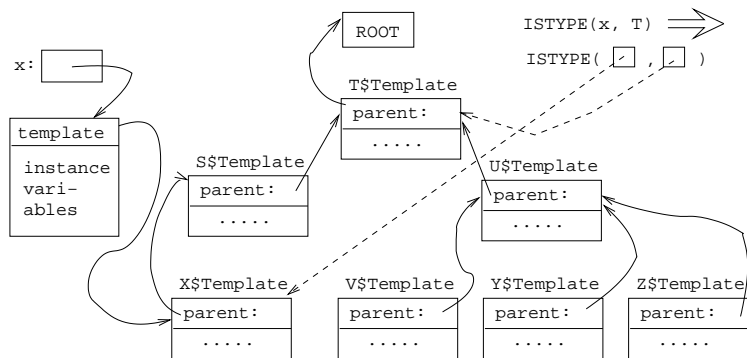 ROOT
ISTYPE(x, T)
x:
ISTYPE( , )
T$Template
parent:
.....
template
instance
vari-
ables
S$Template
parent:
.....
U$Template
parent:
.....
X$Template
parent:
.....
V$Template
parent:
.....
Y$Template
parent:
.....
Z$Template
parent:
.....